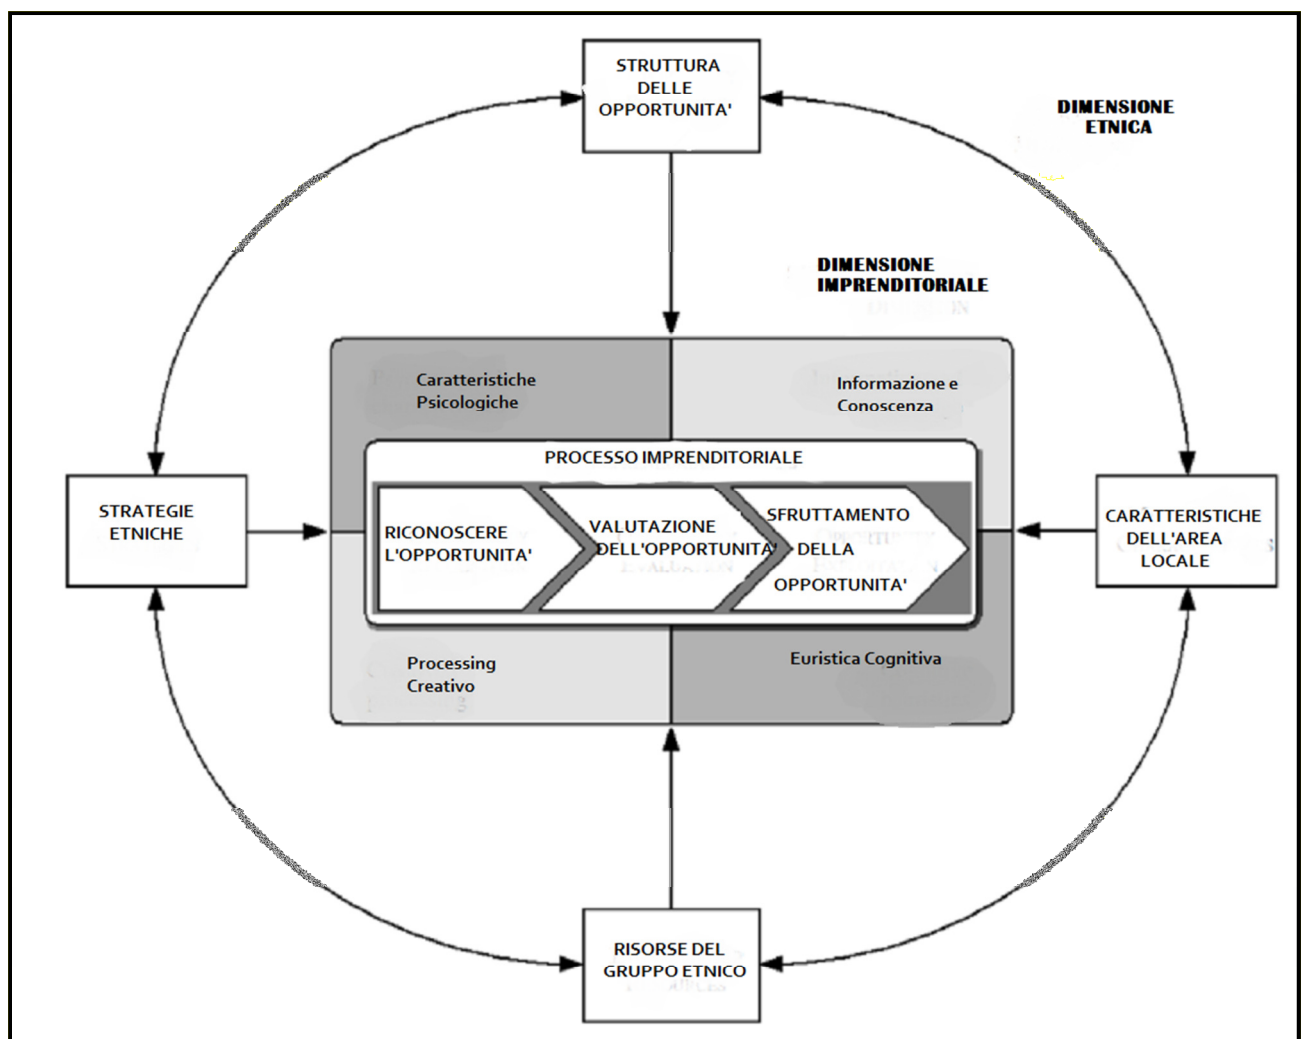 STRUTTURA
DELLE
OPPORTUNITA'
DIMENSIONE
ETNICA
DIMENSIONE
IMPRENDITORIALE
Caratteristiche
Psicologiche
Informazione e
Conoscenza
PROCESSO IMPRENDITORIALE
STRATEGIE
ETNICHE
RICONOSCERE
L'OPPORTUNITA'
VALUTAZIONE
DELL'OPPORTUNITA'
SFRUTTAMENTO
DELLA
OPPORTUNITA'
CARATTERISTICHE
DELL'AREA
LOCALE
Processing
Creativo
Euristica Cognitiva
RISORSE DEL
GRUPPO ETNICO